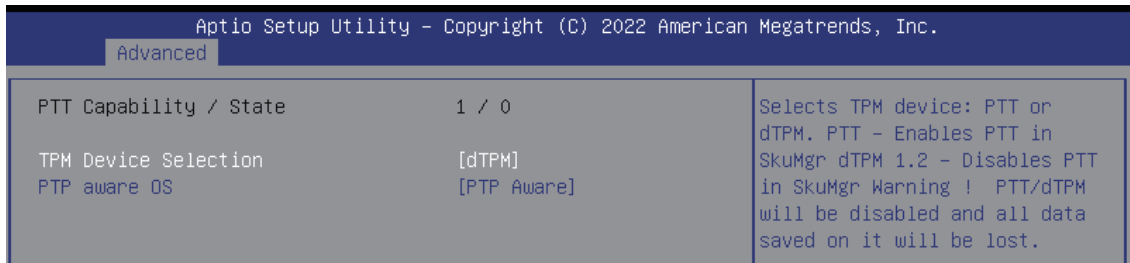 Aptio Setup Utility – Copyright (C) 2022 American Megatrends, Inc.
Advanced
PTT Capability / State 1 / 0
TPM Device Selection [dTPM]
PTP aware OS [PTP Aware]
Selects TPM device: PTT or
dTPM. PTT – Enables PTT in
SkuMgr dTPM 1.2 – Disables PTT
in SkuMgr Warning ! PTT/dTPM
will be disabled and all data
saved on it will be lost.